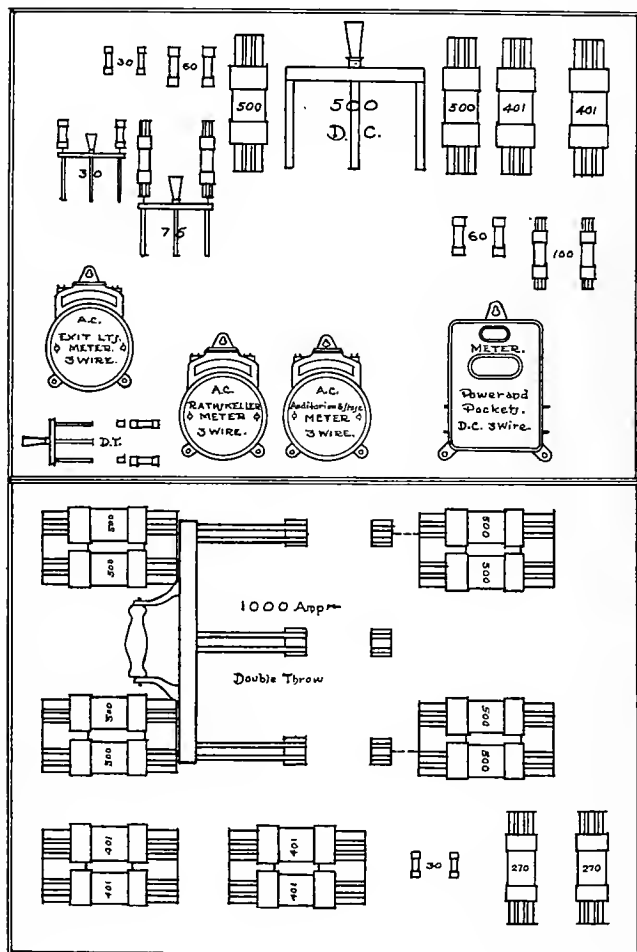 30
60
500
500
D. C.
500
401
401
30
75
60
100
A.C.
EXIT LTS.
METER.
3 WIRE.
A.C.
RATHSKELLER
METER
3 WIRE.
A.C.
Auditorium & Stage
METER
3 WIRE.
METER.
Power and
Pockets.
D.C. 3 Wire.
D.T.
500
500
500
500
1000 Amp
Double Throw
500
500
500
500
401
401
401
401
30
270
270